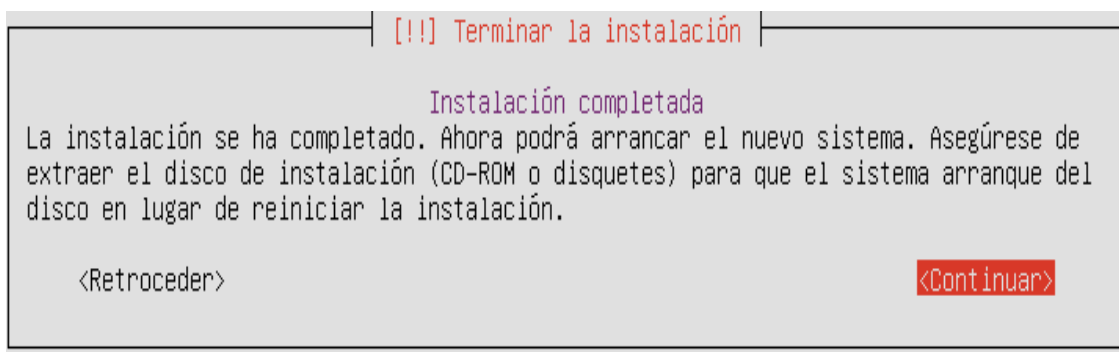 [!!] Terminar la instalación
Instalación completada
La instalación se ha completado. Ahora podrá arrancar el nuevo sistema. Asegúrese de
extraer el disco de instalación (CD-ROM o disquetes) para que el sistema arranque del
disco en lugar de reiniciar la instalación.
<Retroceder> <Continuar>